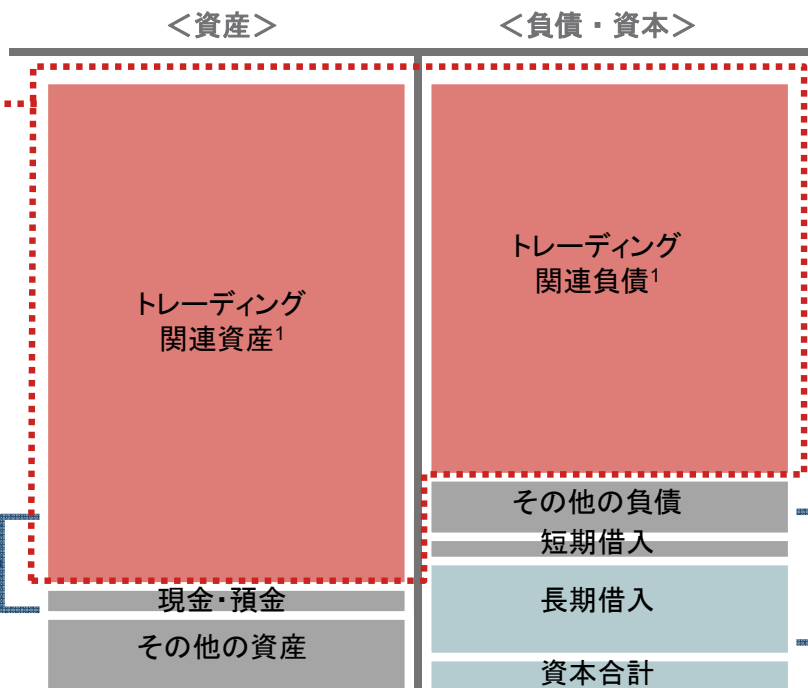 ＜資産＞
＜負債・資本＞
トレーディング
関連資産1
現金・預金
その他の資産
トレーディング
関連負債1
その他の負債
短期借入
長期借入
資本合計